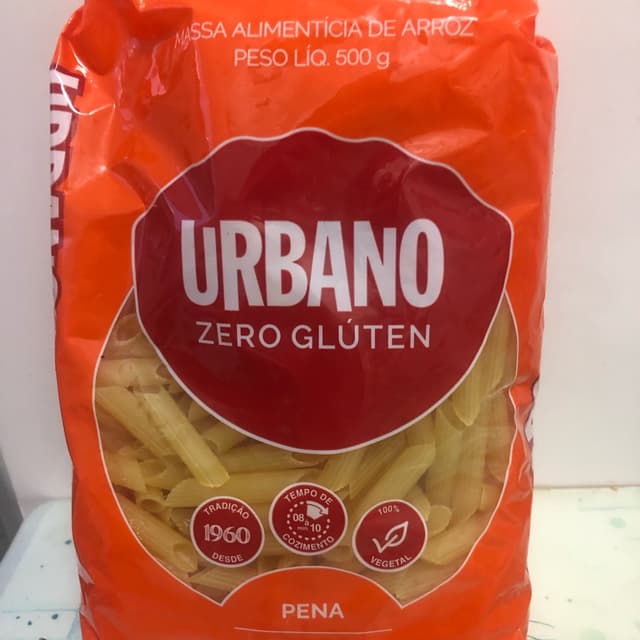 MASSA ALIMENTÍCIA DE ARROZ
PESO LÍQ. 500 g
URBANO
ZERO GLÚTEN
TRADIÇÃO
1960
DESDE
TEMPO DE
08 a 10
min
COZIMENTO
100%
VEGETAL
PENA